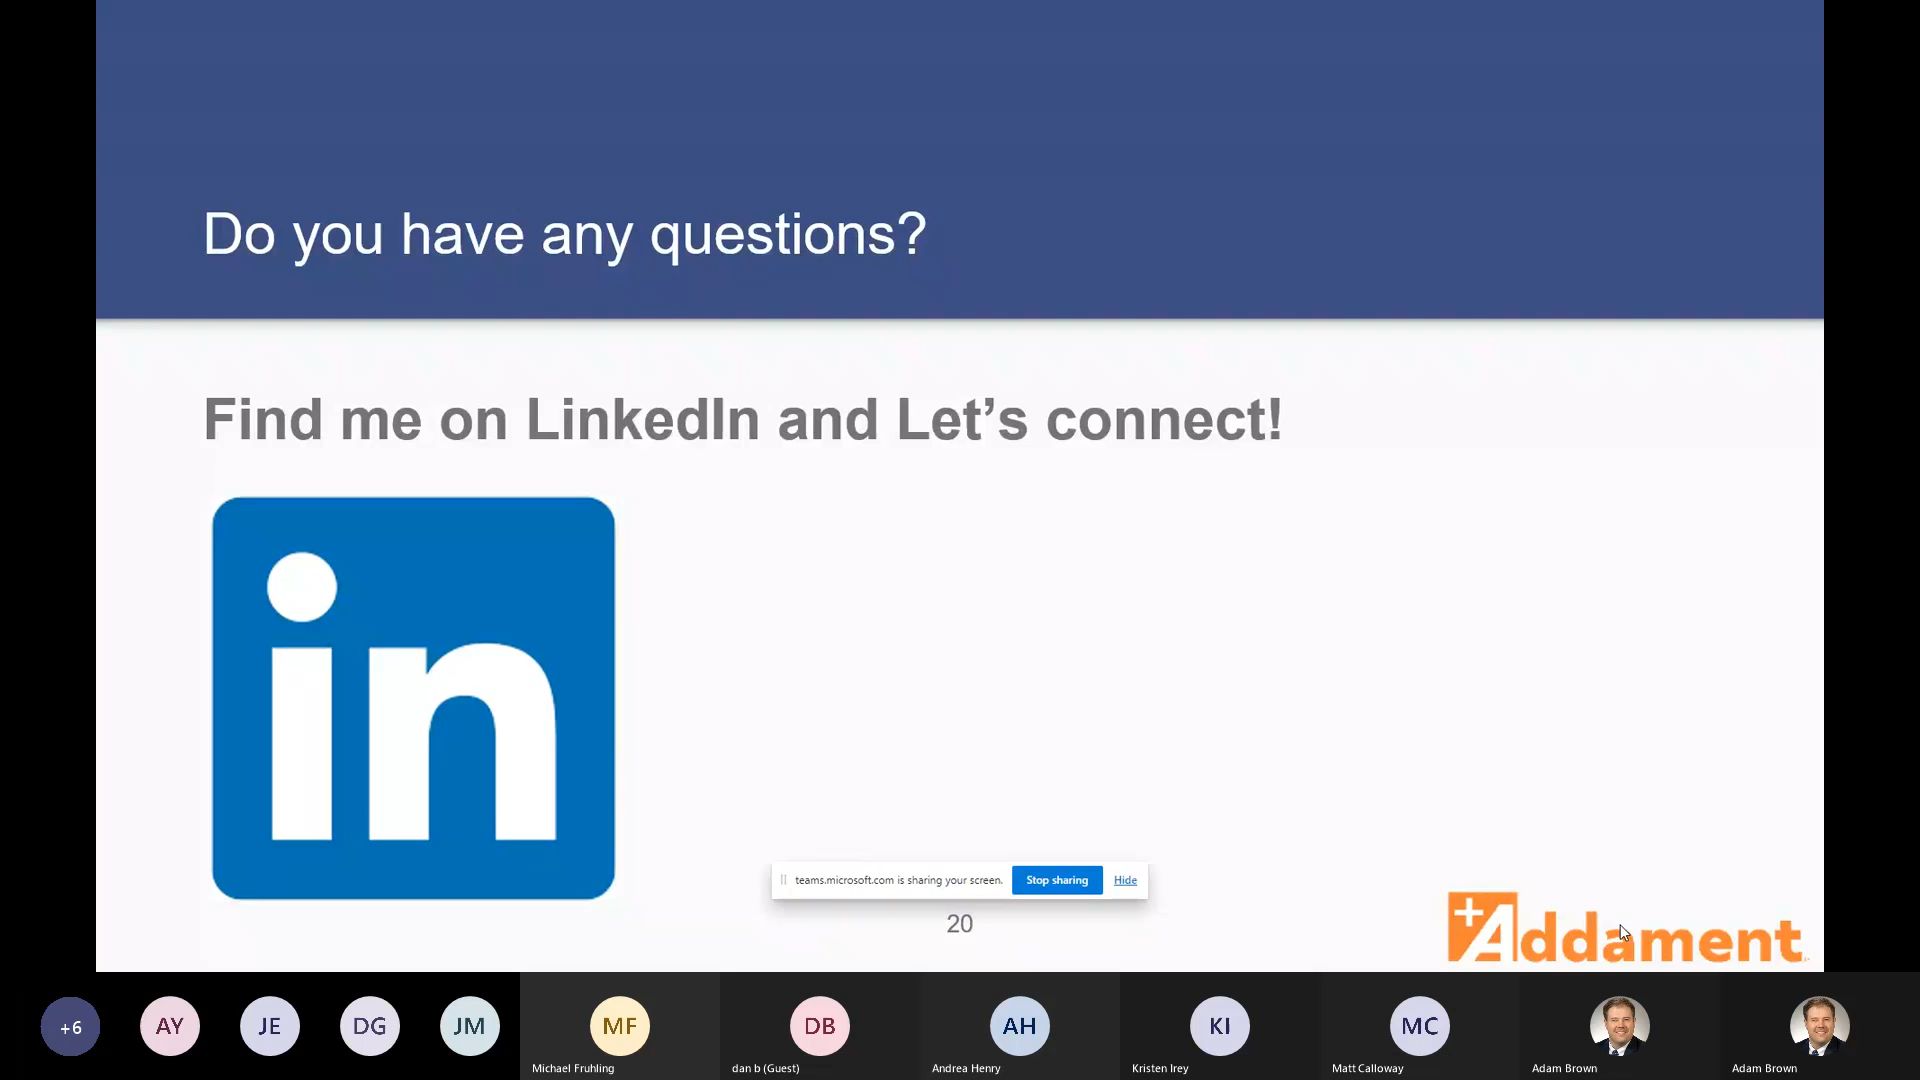 Do you have any questions?
Find me on LinkedIn and Let’s connect!
in
teams.microsoft.com is sharing your screen. Stop sharing Hide
20
+Addament
+6 AY JE DG JM MF DB AH KI MC
Michael Fruhling dan b (Guest) Andrea Henry Kristen Irey Matt Calloway Adam Brown Adam Brown